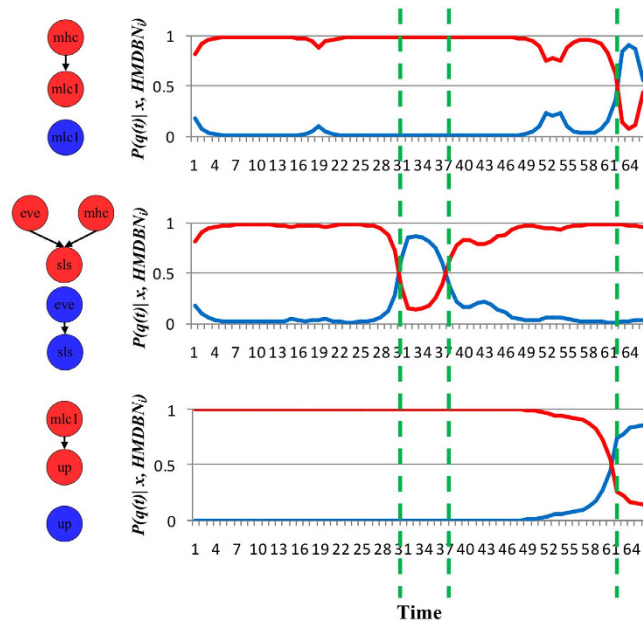 mhc
mlc1
mlc1
P(q(t)| x, HMDBNi)
1
0.5
0
1 4 7 10 13 16 19 22 25 28 31 34 37 40 43 46 49 52 55 58 61 64
eve mhc
sls
eve
sls
P(q(t)| x, HMDBNi)
1
0.5
0
1 4 7 10 13 16 19 22 25 28 31 34 37 40 43 46 49 52 55 58 61 64
mlc1
up
up
P(q(t)| x, HMDBNi)
1
0.5
0
1 4 7 10 13 16 19 22 25 28 31 34 37 40 43 46 49 52 55 58 61 64
Time